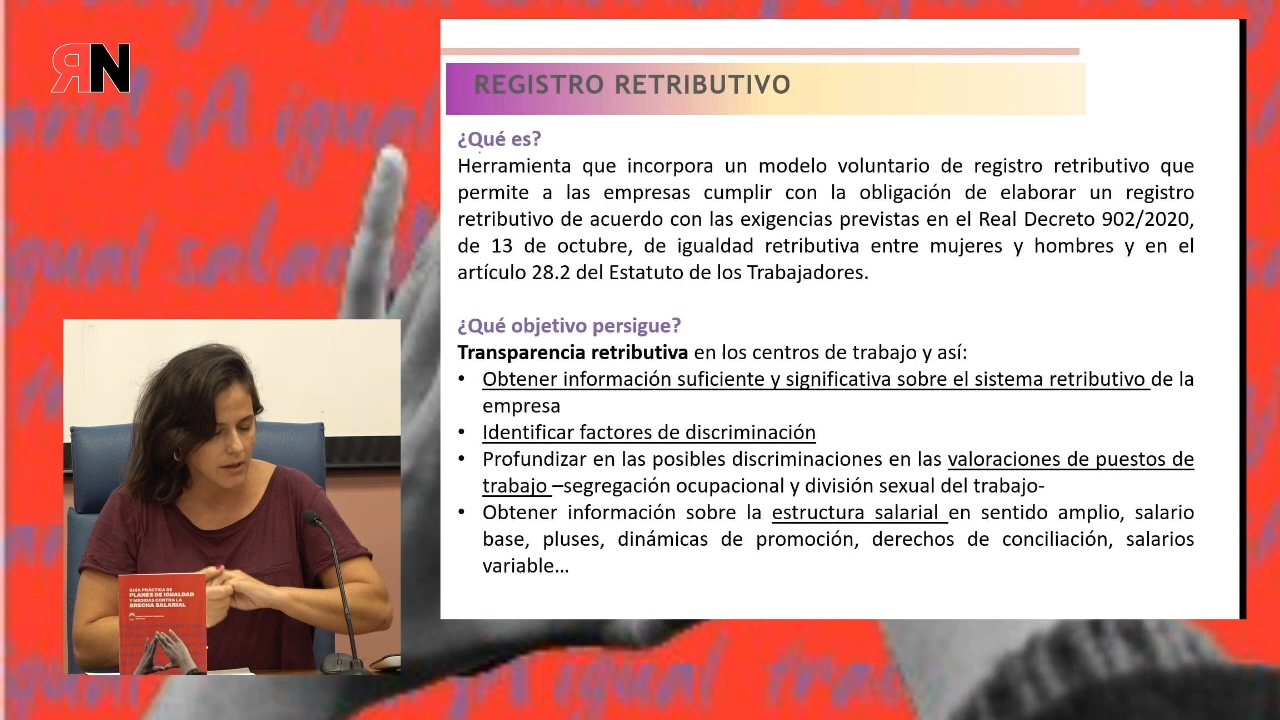 ЯN
REGISTRO RETRIBUTIVO
¿Qué es?
Herramienta que incorpora un modelo voluntario de registro retributivo que
permite a las empresas cumplir con la obligación de elaborar un registro
retributivo de acuerdo con las exigencias previstas en el Real Decreto 902/2020,
de 13 de octubre, de igualdad retributiva entre mujeres y hombres y en el
artículo 28.2 del Estatuto de los Trabajadores.
¿Qué objetivo persigue?
Transparencia retributiva en los centros de trabajo y así:
• Obtener información suficiente y significativa sobre el sistema retributivo de la
empresa
• Identificar factores de discriminación
• Profundizar en las posibles discriminaciones en las valoraciones de puestos de
trabajo –segregación ocupacional y división sexual del trabajo-
• Obtener información sobre la estructura salarial en sentido amplio, salario
base, pluses, dinámicas de promoción, derechos de conciliación, salarios
variable…
GUÍA PRÁCTICA DE
PLANES DE IGUALDAD
Y MEDIDAS CONTRA LA
BRECHA SALARIAL
¡A igual
igual salar
¡A igual trab